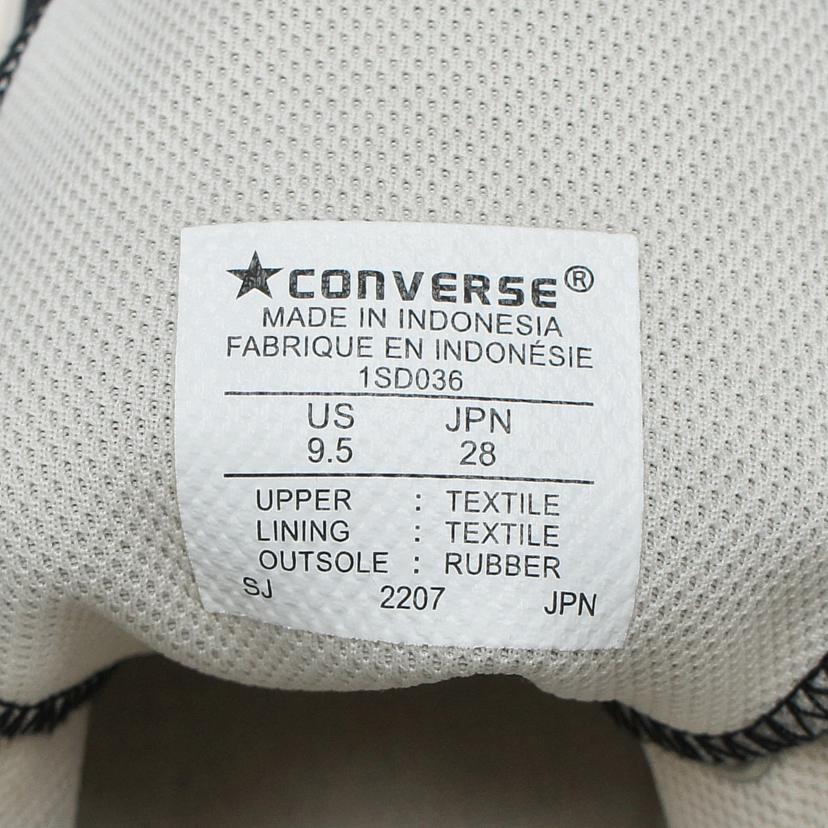 ★CONVERSE®
MADE IN INDONESIA
FABRIQUE EN INDONÉSIE
1SD036
US JPN
9.5 28
UPPER : TEXTILE
LINING : TEXTILE
OUTSOLE : RUBBER
SJ 2207 JPN